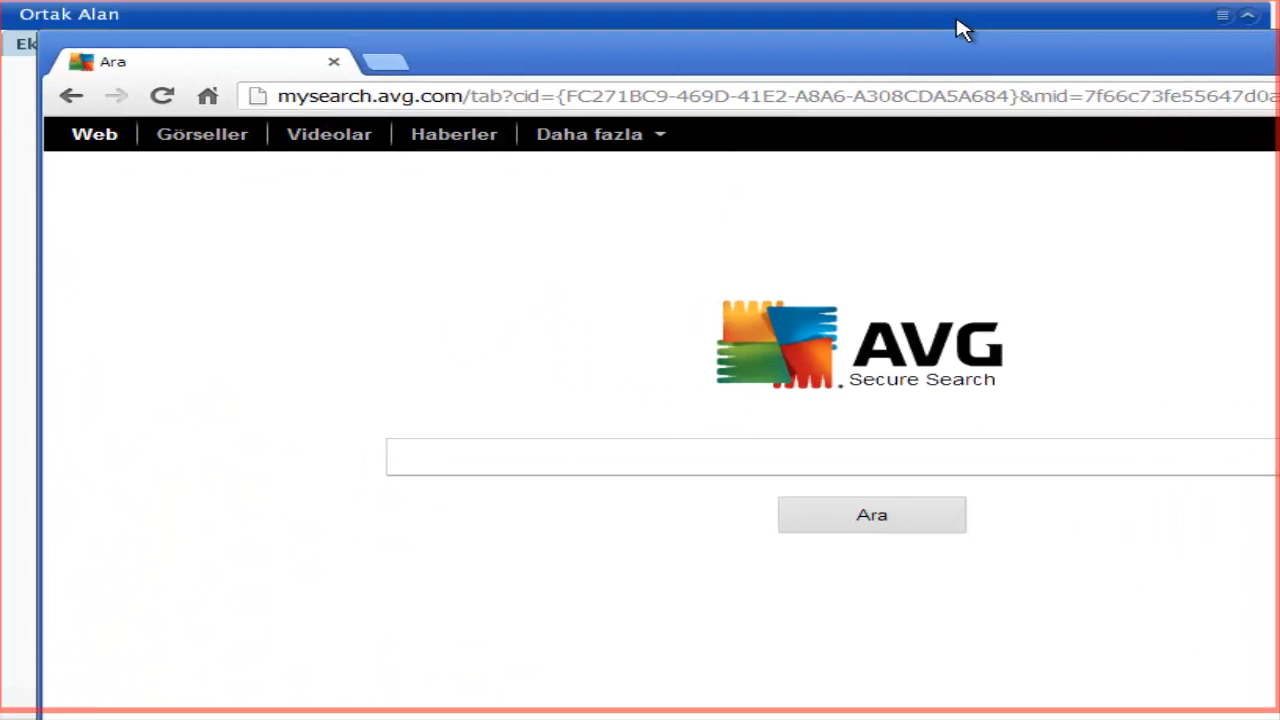 Ortak Alan
Ek
Ara
mysearch.avg.com/tab?cid={FC271BC9-469D-41E2-A8A6-A308CDA5A684}&mid=7f66c73fe55647d0a
Web Görseller Videolar Haberler Daha fazla
AVG
Secure Search
Ara